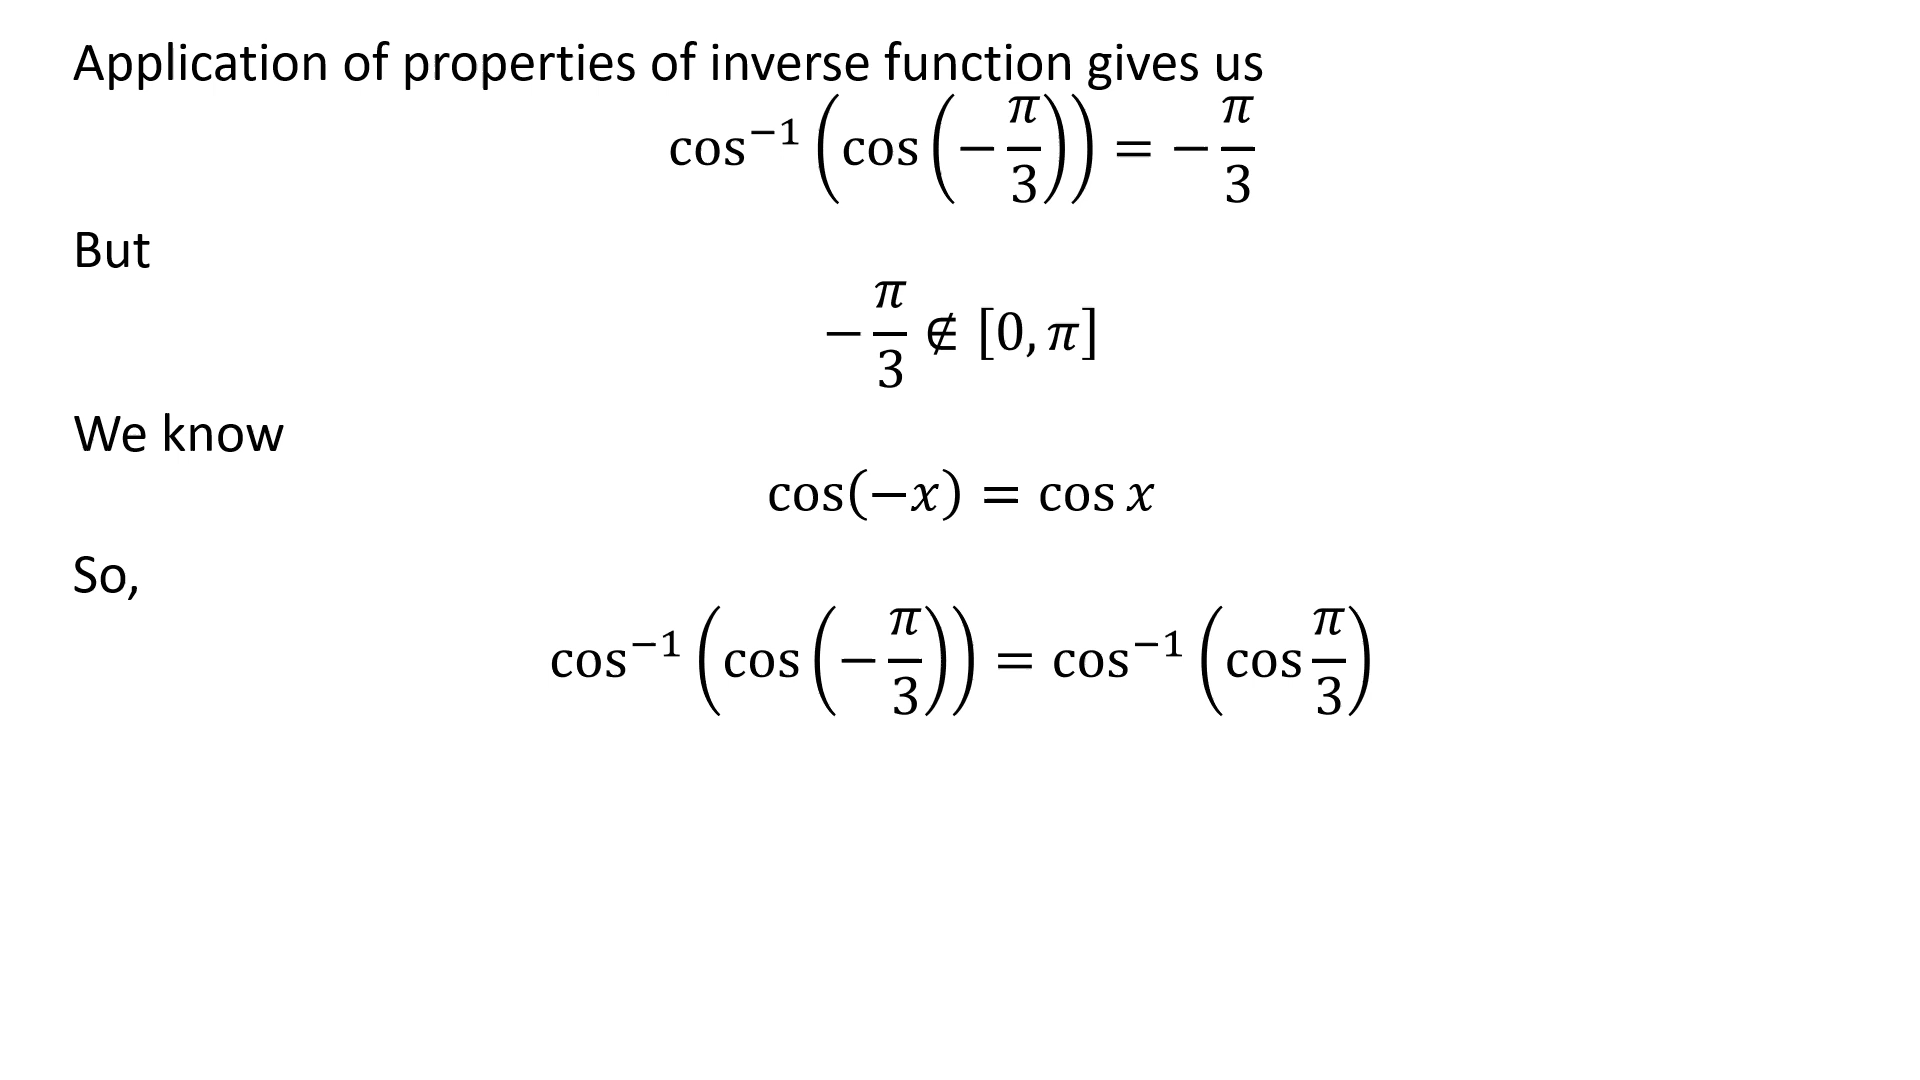 Application of properties of inverse function gives us
cos⁻¹(cos(−π/3)) = −π/3
But
−π/3 ∉ [0, π]
We know
cos(−x) = cos x
So,
cos⁻¹(cos(−π/3)) = cos⁻¹(cos π/3)